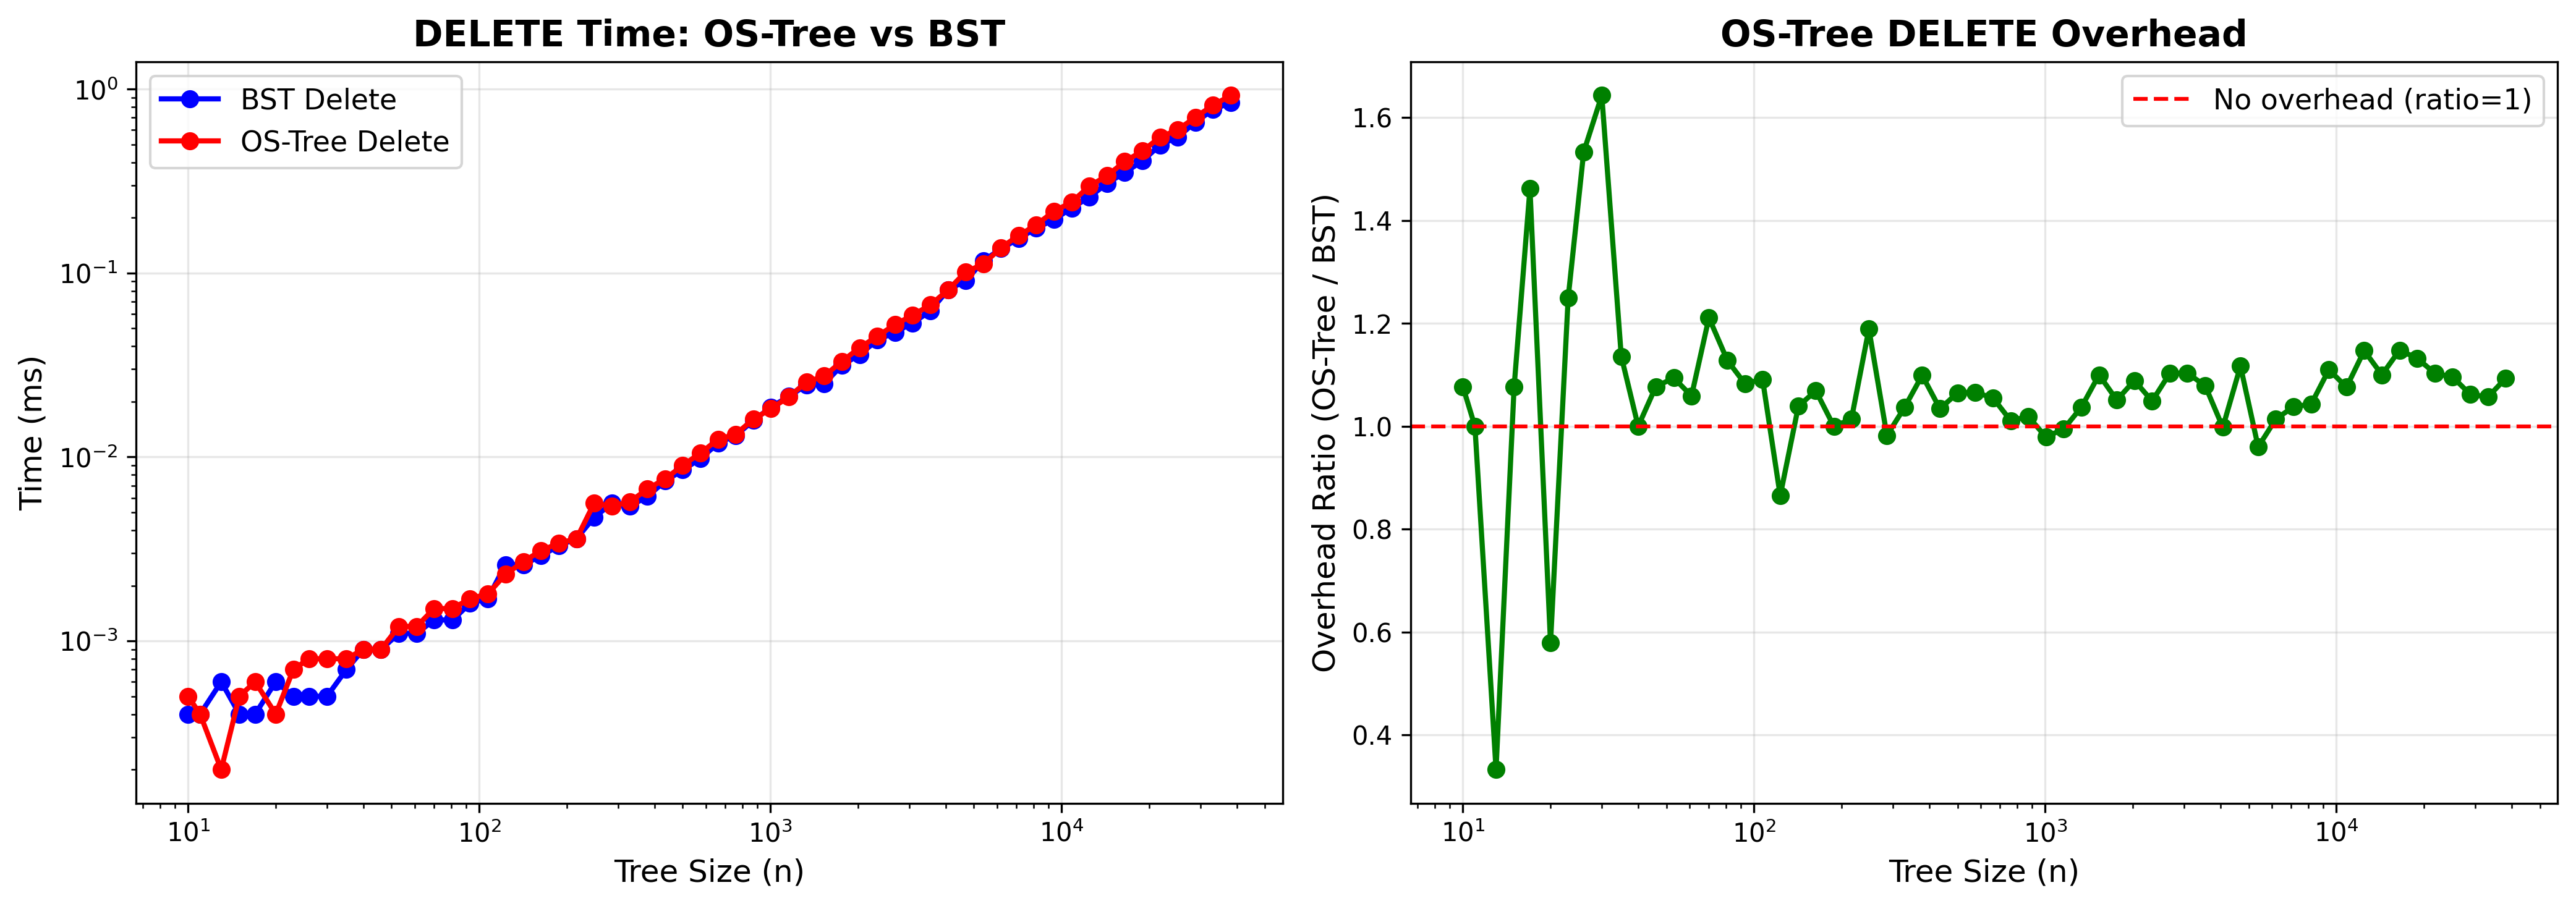 DELETE Time: OS-Tree vs BST
BST Delete
OS-Tree Delete
Time (ms)
10⁰
10⁻¹
10⁻²
10⁻³
10¹ 10² 10³ 10⁴
Tree Size (n)
OS-Tree DELETE Overhead
No overhead (ratio=1)
Overhead Ratio (OS-Tree / BST)
1.6
1.4
1.2
1.0
0.8
0.6
0.4
10¹ 10² 10³ 10⁴
Tree Size (n)